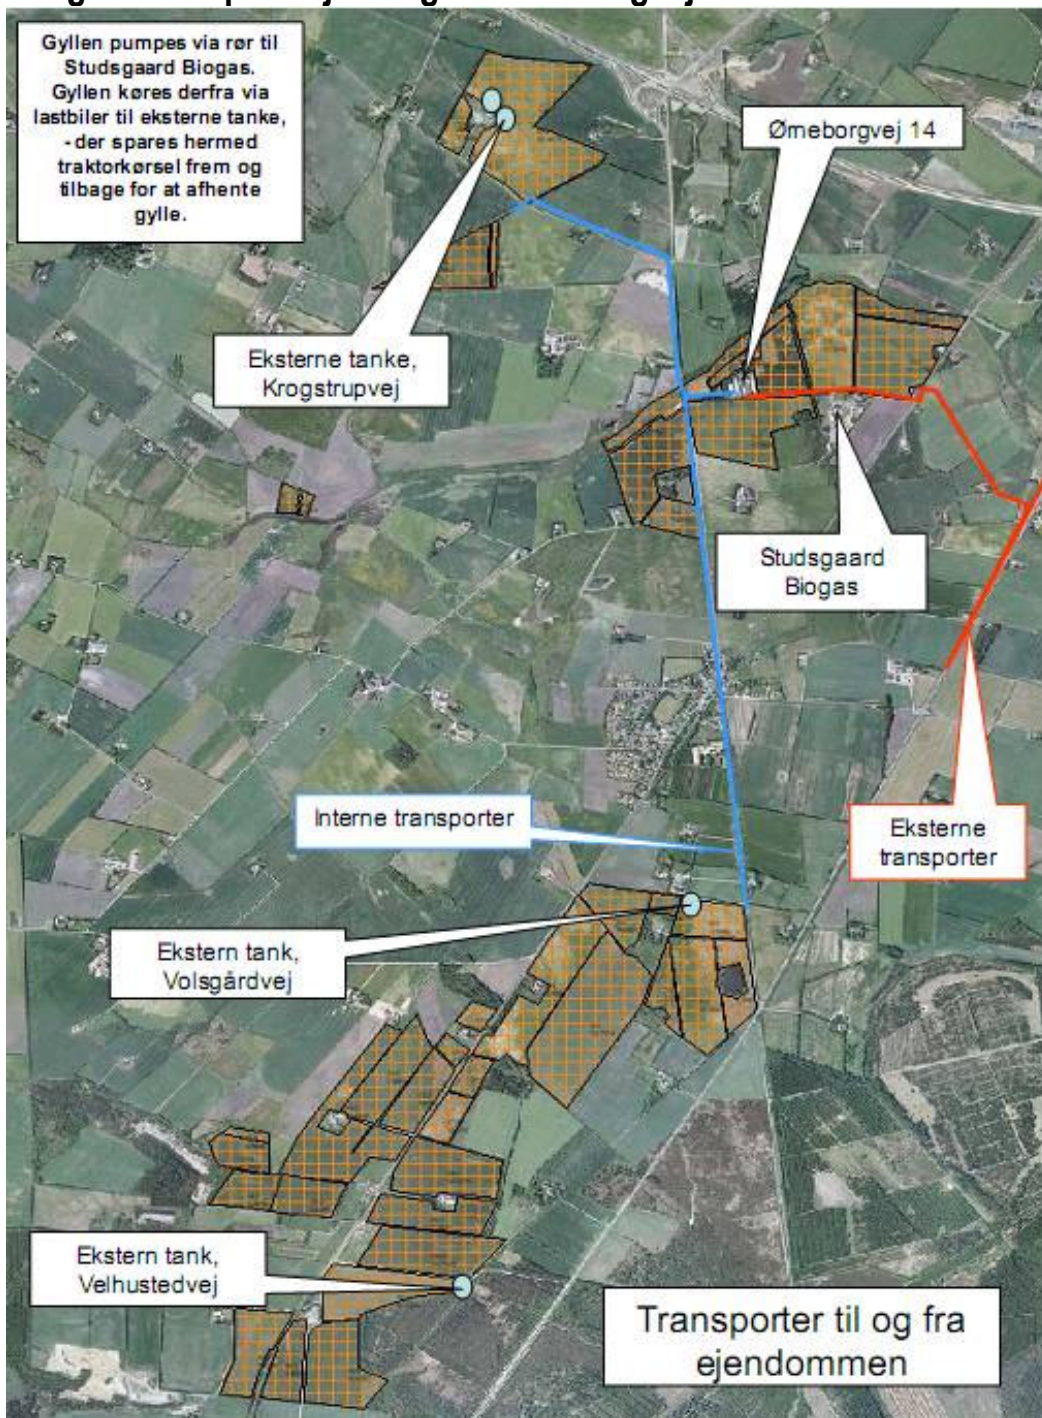 Gyllen pumpes via rør til
Studsgaard Biogas.
Gyllen køres derfra via
lastbiler til eksterne tanke,
- der spares hermed
traktorkørsel frem og
tilbage for at afhente
gylle.
Ørneborgvej 14
Eksterne tanke,
Krogstrupvej
Studsgaard
Biogas
Interne transporter
Eksterne
transporter
Ekstern tank,
Volsgårdvej
Ekstern tank,
Velhustedvej
Transporter til og fra
ejendommen